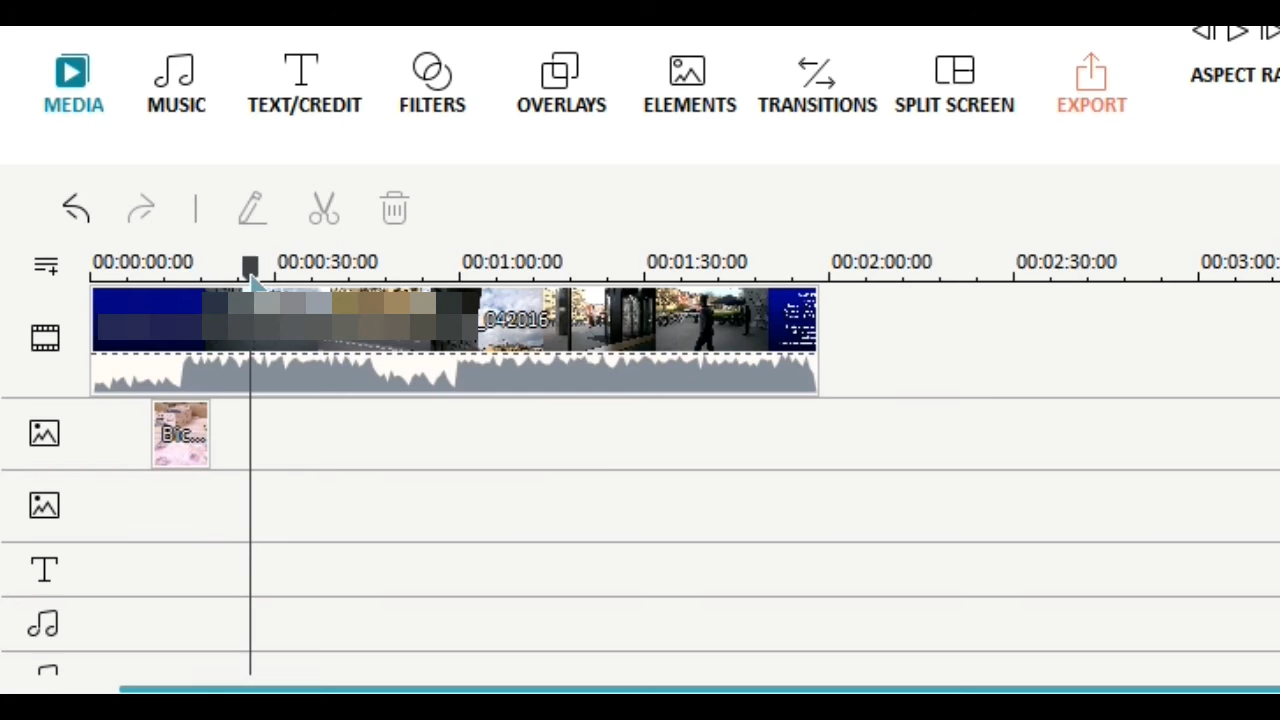 ASPECT RA
MEDIA MUSIC TEXT/CREDIT FILTERS OVERLAYS ELEMENTS TRANSITIONS SPLIT SCREEN EXPORT
00:00:00:00 00:00:30:00 00:01:00:00 00:01:30:00 00:02:00:00 00:02:30:00 00:03:00:
_042016
Bic...